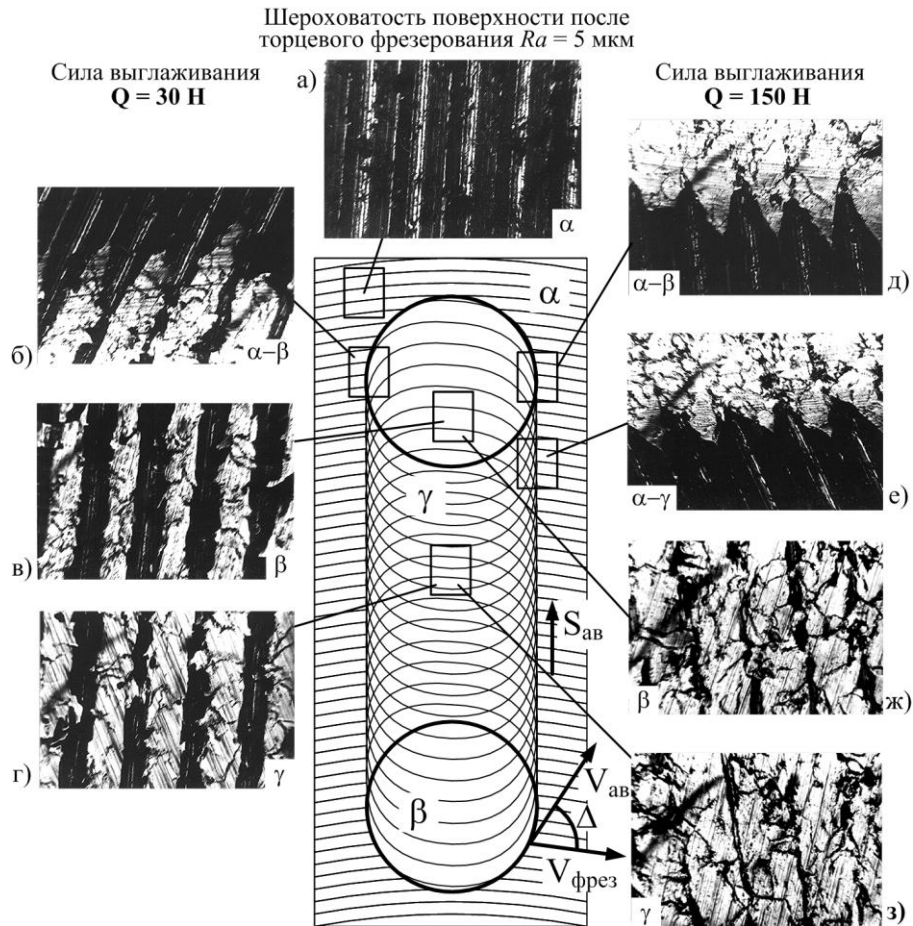 Шероховатость поверхности после
торцевого фрезерования Ra = 5 мкм
Сила выглаживания
Q = 30 Н
а)
Сила выглаживания
Q = 150 Н
α
α–β
б)
α–β
д)
α
β
в)
γ
α–γ
е)
γ
г)
Sав
β
ж)
β
Vав
Δ
Vфрез
γ
з)